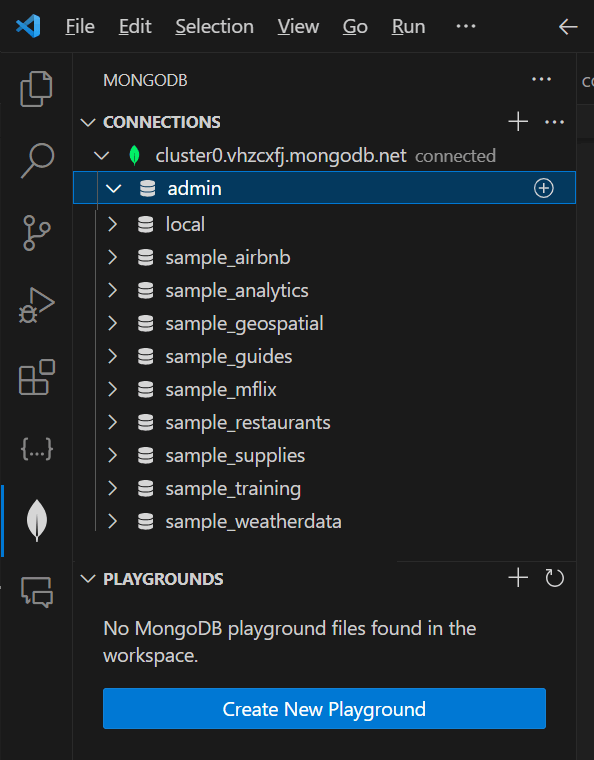 File Edit Selection View Go Run ...
MONGODB
CONNECTIONS
cluster0.vhzcxfj.mongodb.net connected
admin
local
sample_airbnb
sample_analytics
sample_geospatial
sample_guides
sample_mflix
sample_restaurants
sample_supplies
sample_training
sample_weatherdata
PLAYGROUNDS
No MongoDB playground files found in the
workspace.
Create New Playground